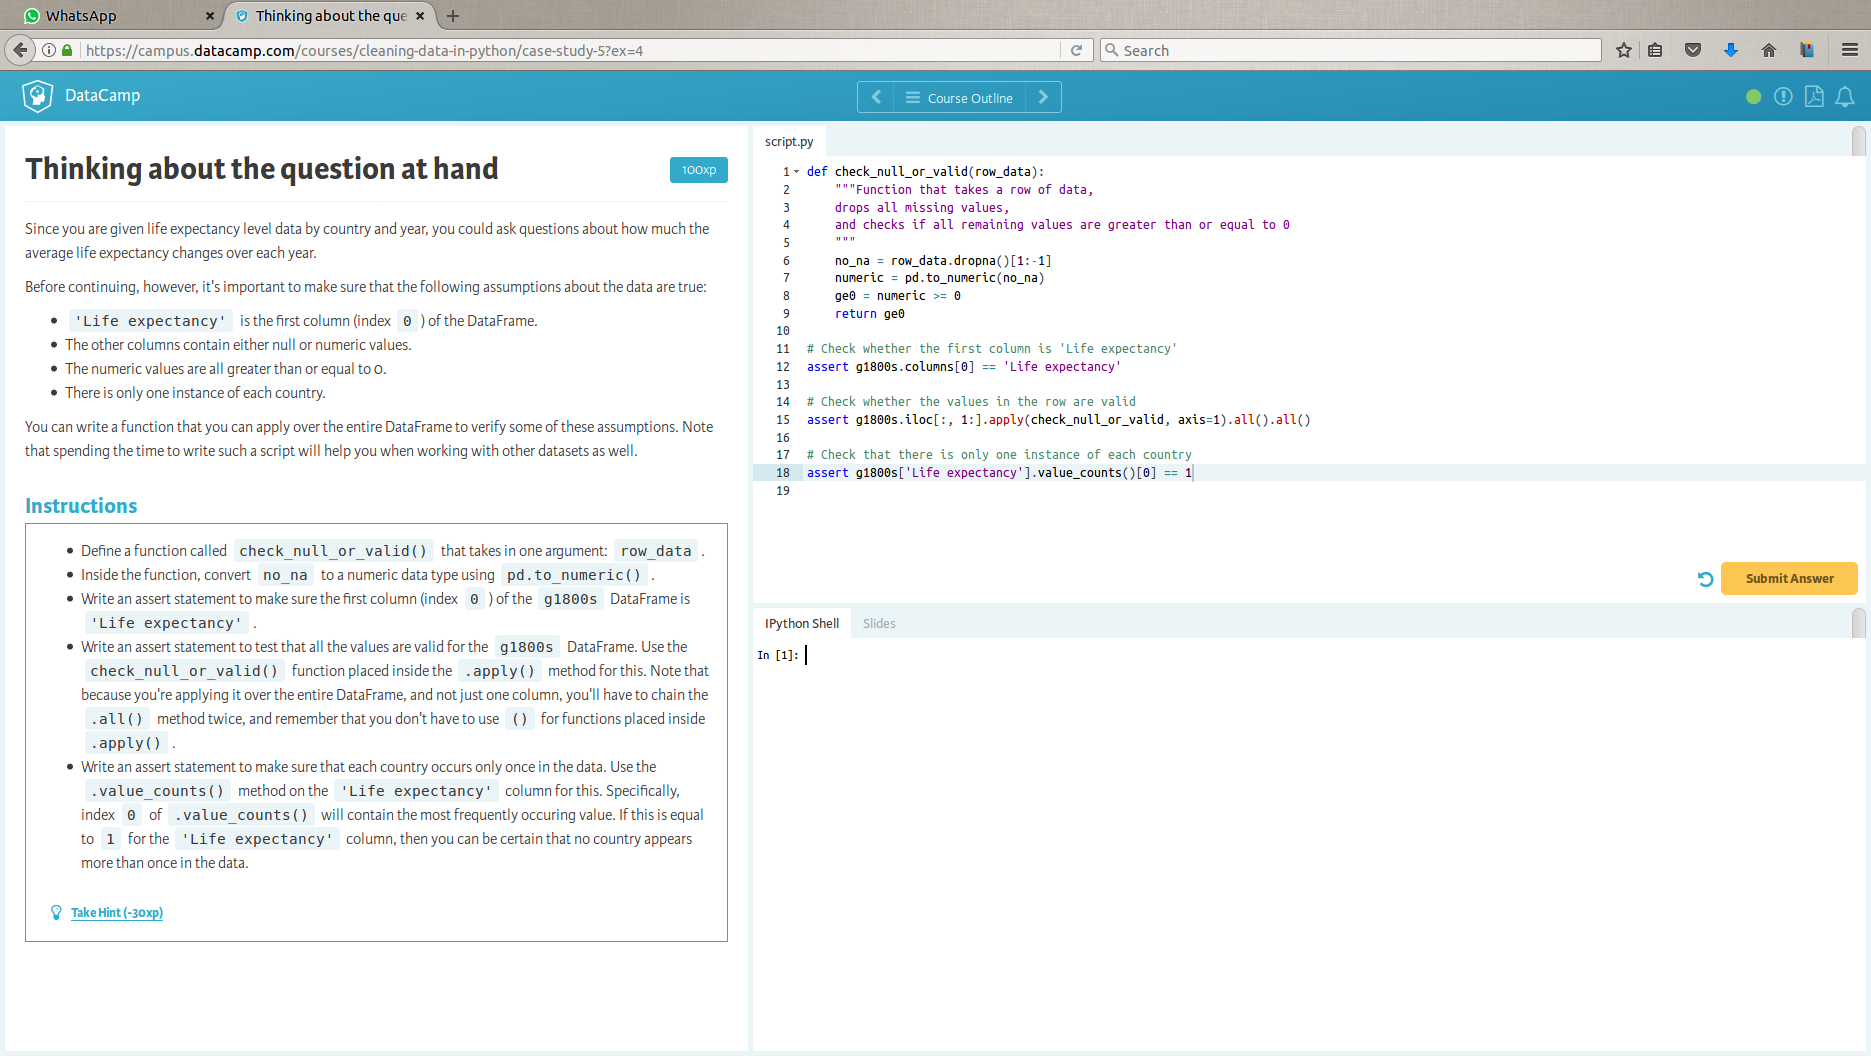 WhatsApp
Thinking about the que
https://campus.datacamp.com/courses/cleaning-data-in-python/case-study-5?ex=4
Search
DataCamp
Course Outline
Thinking about the question at hand
100xp
Since you are given life expectancy level data by country and year, you could ask questions about how much the
average life expectancy changes over each year.
Before continuing, however, it's important to make sure that the following assumptions about the data are true:
• 'Life expectancy' is the first column (index 0 ) of the DataFrame.
• The other columns contain either null or numeric values.
• The numeric values are all greater than or equal to 0.
• There is only one instance of each country.
You can write a function that you can apply over the entire DataFrame to verify some of these assumptions. Note
that spending the time to write such a script will help you when working with other datasets as well.
Instructions
• Define a function called check_null_or_valid() that takes in one argument: row_data .
• Inside the function, convert no_na to a numeric data type using pd.to_numeric() .
• Write an assert statement to make sure the first column (index 0 ) of the g1800s DataFrame is
'Life expectancy' .
• Write an assert statement to test that all the values are valid for the g1800s DataFrame. Use the
check_null_or_valid() function placed inside the .apply() method for this. Note that
because you're applying it over the entire DataFrame, and not just one column, you'll have to chain the
.all() method twice, and remember that you don't have to use () for functions placed inside
.apply() .
• Write an assert statement to make sure that each country occurs only once in the data. Use the
.value_counts() method on the 'Life expectancy' column for this. Specifically,
index 0 of .value_counts() will contain the most frequently occuring value. If this is equal
to 1 for the 'Life expectancy' column, then you can be certain that no country appears
more than once in the data.
Take Hint (-30xp)
script.py
1 def check_null_or_valid(row_data):
2 """Function that takes a row of data,
3 drops all missing values,
4 and checks if all remaining values are greater than or equal to 0
5 """
6 no_na = row_data.dropna()[1:-1]
7 numeric = pd.to_numeric(no_na)
8 ge0 = numeric >= 0
9 return ge0
10
11 # Check whether the first column is 'Life expectancy'
12 assert g1800s.columns[0] == 'Life expectancy'
13
14 # Check whether the values in the row are valid
15 assert g1800s.iloc[:, 1:].apply(check_null_or_valid, axis=1).all().all()
16
17 # Check that there is only one instance of each country
18 assert g1800s['Life expectancy'].value_counts()[0] == 1
19
Submit Answer
IPython Shell
Slides
In [1]: